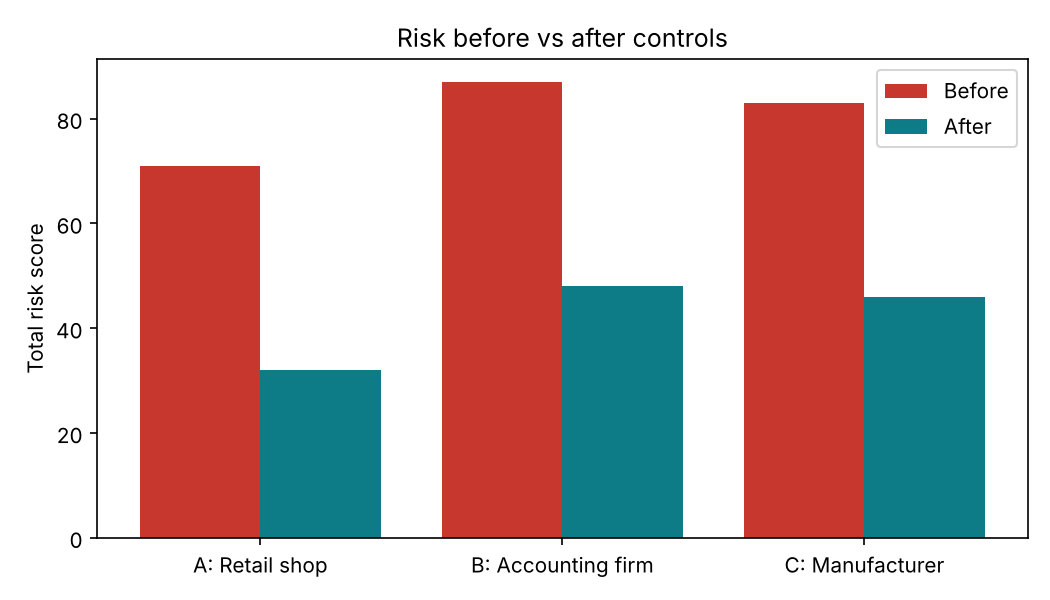 Risk before vs after controls
Before
After
Total risk score
80
60
40
20
0
A: Retail shop
B: Accounting firm
C: Manufacturer